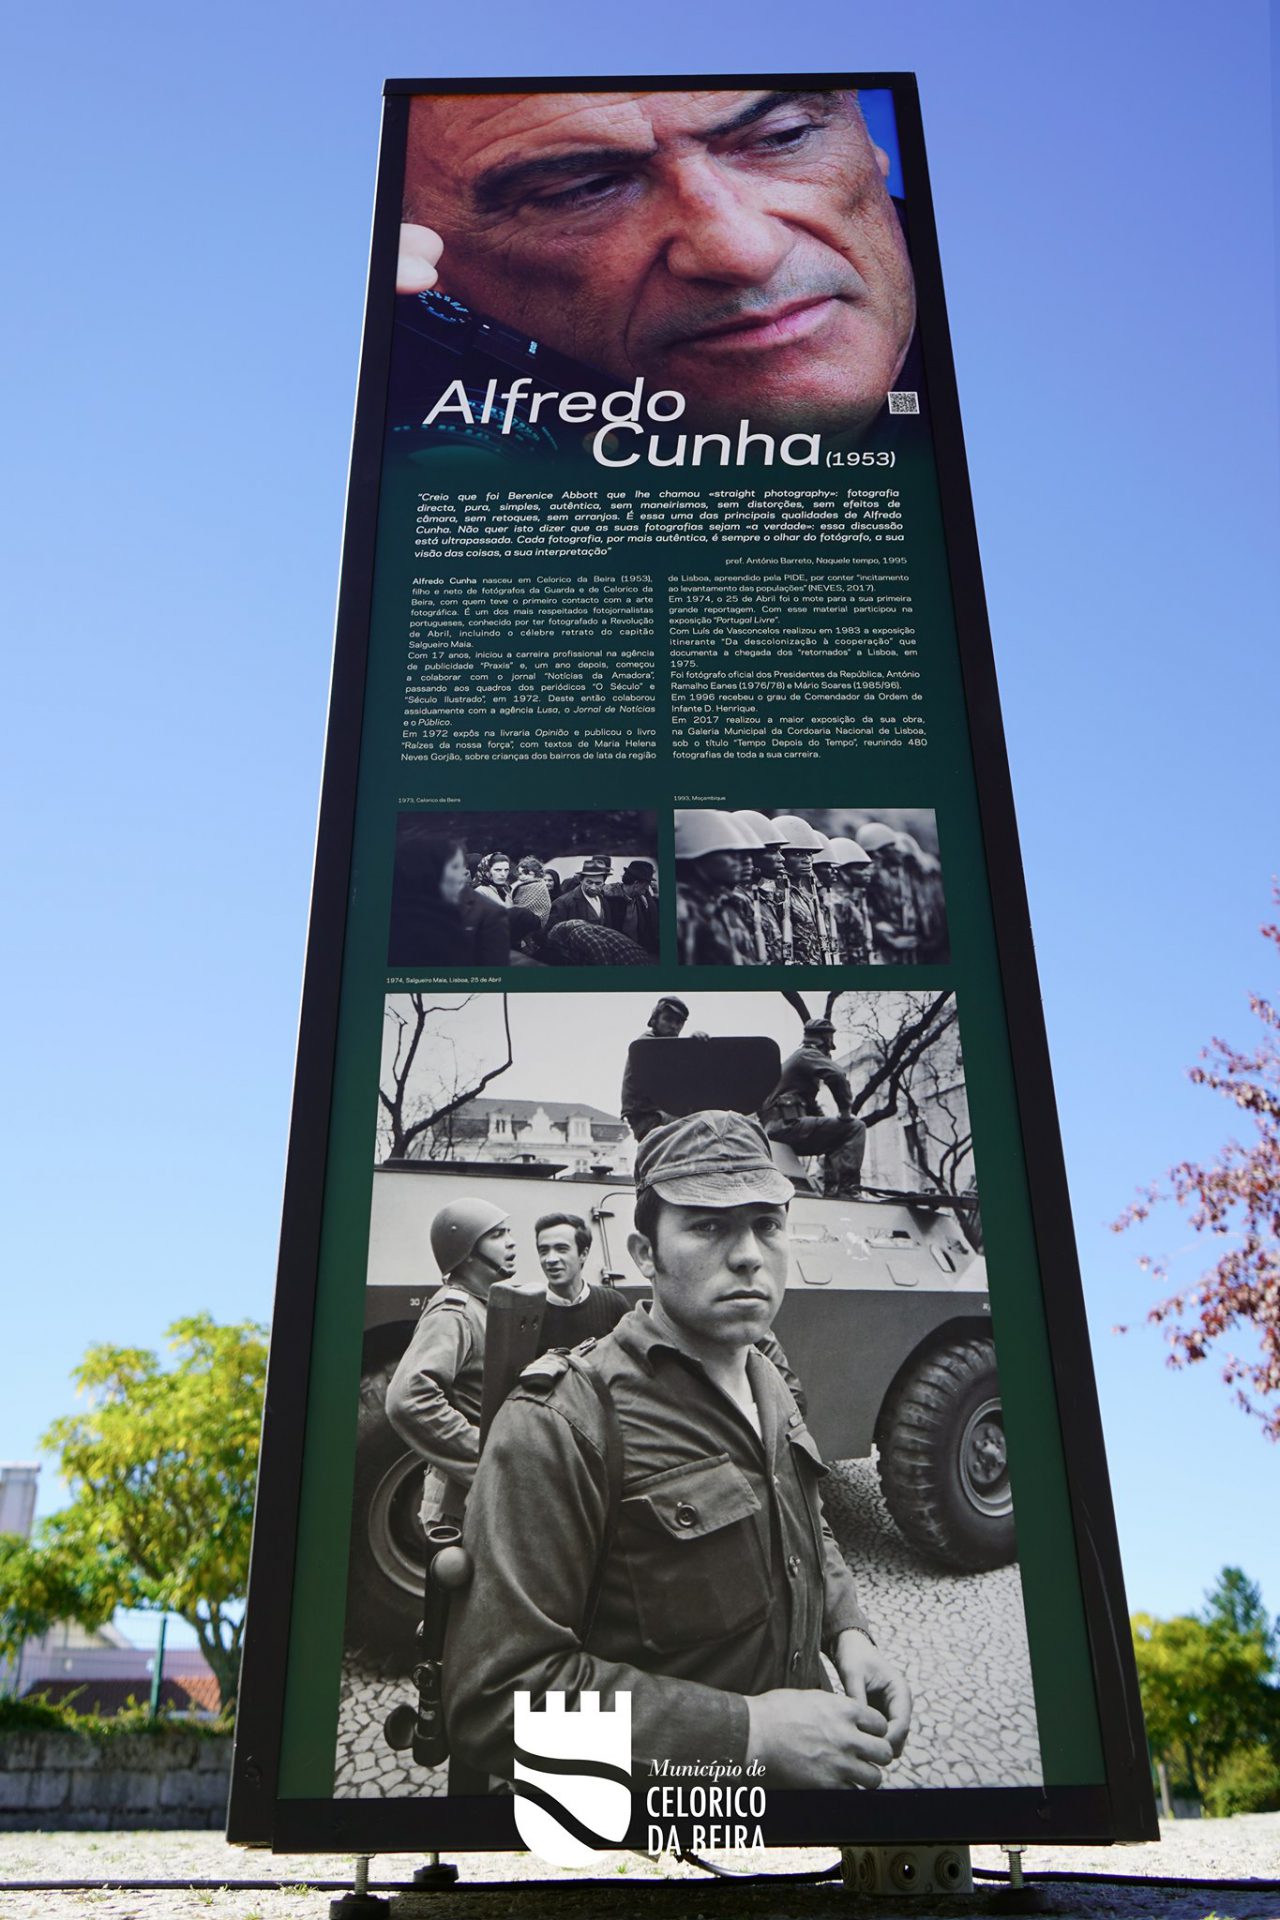 Alfredo
Cunha (1953)
"Creio que foi Berenice Abbott que lhe chamou «straight photography»: fotografia
directa, pura, simples, autêntica, sem maneirismos, sem distorções, sem efeitos de
câmara, sem retoques, sem arranjos. É essa uma das principais qualidades de Alfredo
Cunha. Não quer isto dizer que as suas fotografias sejam «a verdade»: essa discussão
está ultrapassada. Cada fotografia, por mais autêntica, é sempre o olhar do fotógrafo, a sua
visão das coisas, a sua interpretação"
prof. António Barreto, Naquele tempo, 1995
Alfredo Cunha nasceu em Celorico da Beira (1953),
filho e neto de fotógrafos da Guarda e de Celorico da
Beira, com quem teve o primeiro contacto com a arte
fotográfica. É um dos mais respeitados fotojornalistas
portugueses, conhecido por ter fotografado a Revolução
de Abril, incluindo o célebre retrato do capitão
Salgueiro Maia.
Com 17 anos, iniciou a carreira profissional na agência
de publicidade "Praxis" e, um ano depois, começou
a colaborar com o jornal "Notícias da Amadora",
passando aos quadros dos periódicos "O Século" e
"Século Ilustrado", em 1972. Deste então colaborou
assiduamente com a agência Lusa, o Jornal de Notícias
e o Público.
Em 1972 expôs na livraria Opinião e publicou o livro
"Raízes da nossa força", com textos de Maria Helena
Neves Gorjão, sobre crianças dos bairros de lata da região
de Lisboa, apreendido pela PIDE, por conter "incitamento
ao levantamento das populações" (NEVES, 2017).
Em 1974, o 25 de Abril foi o mote para a sua primeira
grande reportagem. Com esse material participou na
exposição "Portugal Livre".
Com Luís de Vasconcelos realizou em 1983 a exposição
itinerante "Da descolonização à cooperação" que
documenta a chegada dos "retornados" a Lisboa, em
1975.
Foi fotógrafo oficial dos Presidentes da República, António
Ramalho Eanes (1976/78) e Mário Soares (1985/96).
Em 1996 recebeu o grau de Comendador da Ordem de
Infante D. Henrique.
Em 2017 realizou a maior exposição da sua obra,
na Galeria Municipal da Cordoaria Nacional de Lisboa,
sob o título "Tempo Depois do Tempo", reunindo 480
fotografias de toda a sua carreira.
1973, Celorico da Beira
1993, Moçambique
1974, Salgueiro Maia, Lisboa, 25 de Abril
Município de
CELORICO
DA BEIRA